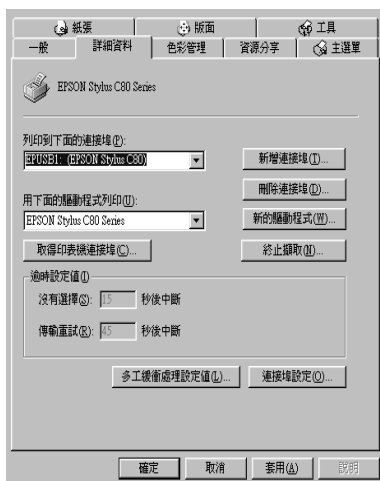 紙張 版面 工具
一般 詳細資料 色彩管理 資源分享 主選單
EPSON Stylus C80 Series
列印到下面的連接埠(P):
EPUSB1: (EPSON Stylus C80) 新增連接埠(T)...
刪除連接埠(D)...
用下面的驅動程式列印(U):
EPSON Stylus C80 Series 新的驅動程式(W)...
取得印表機連接埠(C)... 終止擷取(N)...
逾時設定值(I)
沒有選擇(S): 15 秒後中斷
傳輸重試(R): 45 秒後中斷
多工緩衝處理設定值(L)... 連接埠設定(O)...
確定 取消 套用(A) 說明